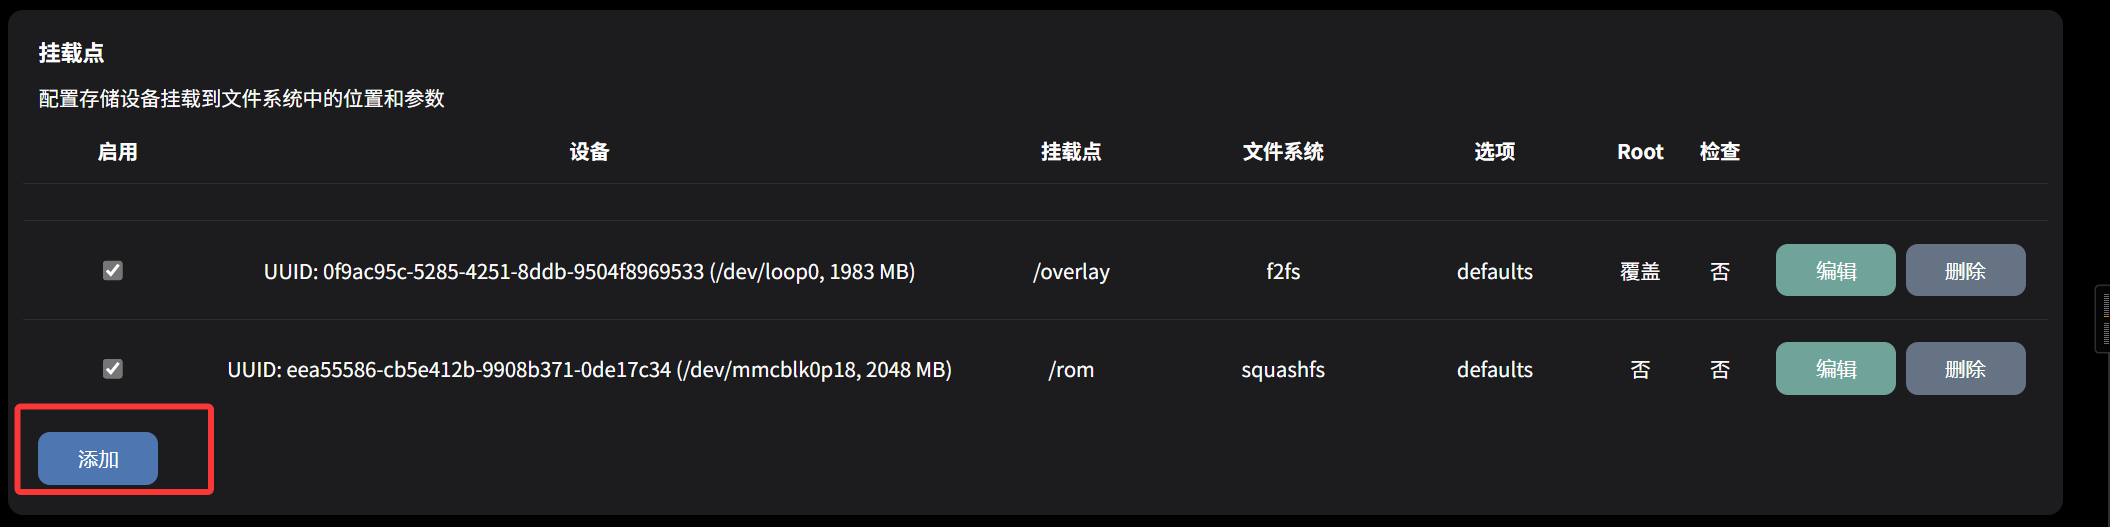 挂载点
配置存储设备挂载到文件系统中的位置和参数
启用 设备 挂载点 文件系统 选项 Root 检查
UUID: 0f9ac95c-5285-4251-8ddb-9504f8969533 (/dev/loop0, 1983 MB) /overlay f2fs defaults 覆盖 否 编辑 删除
UUID: eea55586-cb5e412b-9908b371-0de17c34 (/dev/mmcblk0p18, 2048 MB) /rom squashfs defaults 否 否 编辑 删除
添加